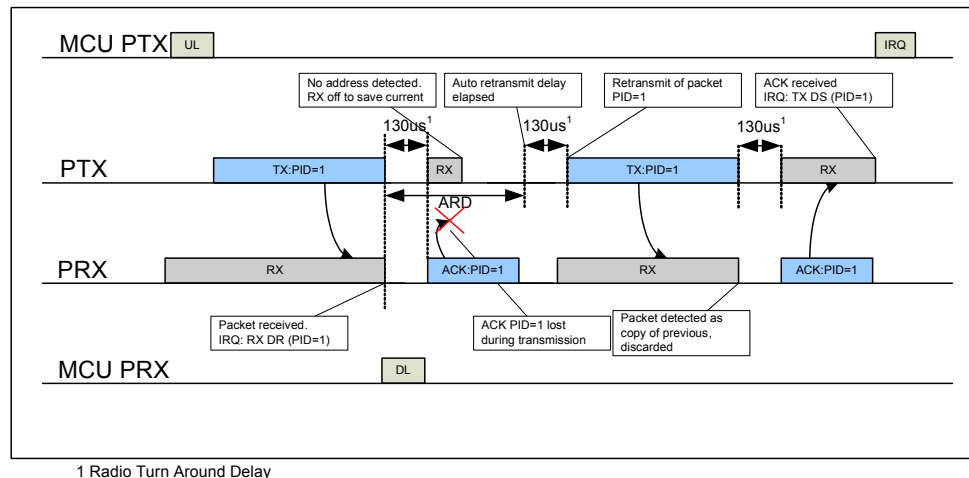 MCU PTX
UL
IRQ
No address detected.
RX off to save current
Auto retransmit delay
elapsed
Retransmit of packet
PID=1
ACK received
IRQ: TX DS (PID=1)
130us1
130us1
130us1
PTX
TX:PID=1
RX
TX:PID=1
RX
ARD
PRX
RX
ACK:PID=1
RX
ACK:PID=1
Packet received.
IRQ: RX DR (PID=1)
ACK PID=1 lost
during transmission
Packet detected as
copy of previous,
discarded
MCU PRX
DL
1 Radio Turn Around Delay